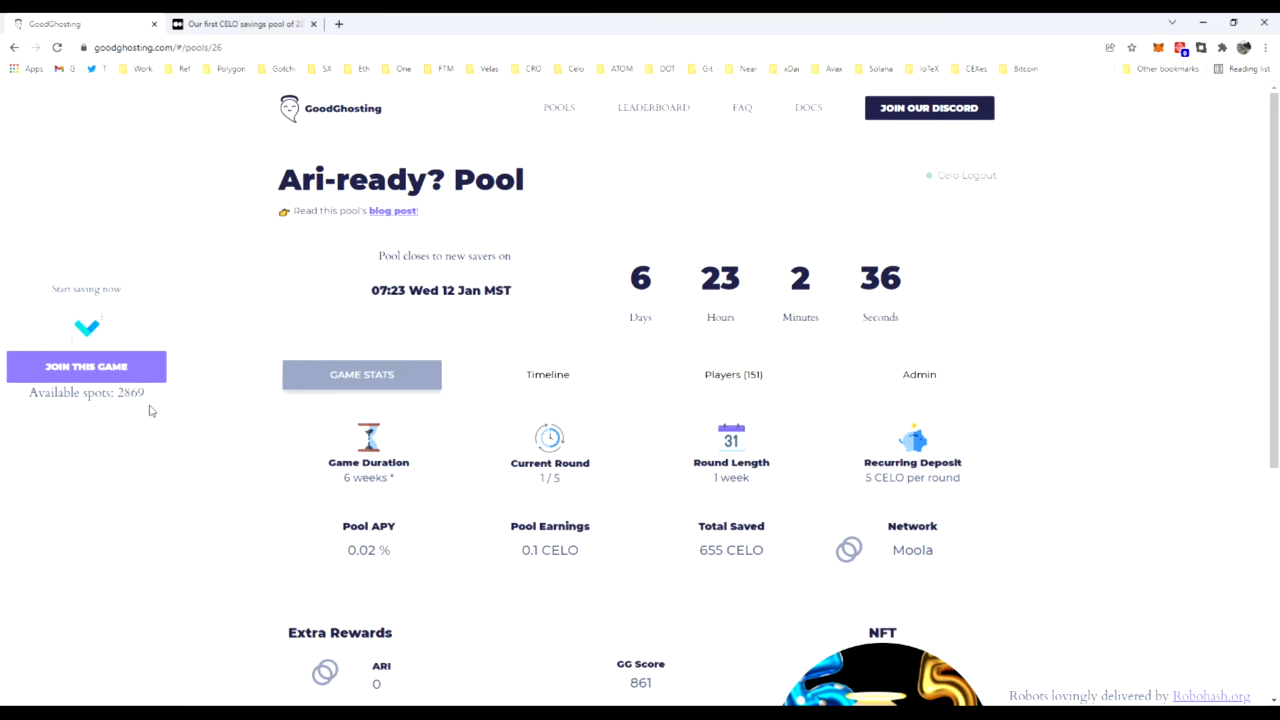 GoodGhosting
Our first CELO savings pool of 20
goodghosting.com/#/pools/26
Apps G T Work Ref Polygon Gotch SX Eth One FTM Velas CRO Celo ATOM DOT Git Near xDai Avax Solana IoTeX CEXes Bitcoin Other bookmarks Reading list
GoodGhosting POOLS LEADERBOARD FAQ DOCS JOIN OUR DISCORD
Ari-ready? Pool
Celo Logout
Read this pool's blog post!
Pool closes to new savers on
07:23 Wed 12 Jan MST
6 23 2 36
Days Hours Minutes Seconds
Start saving now
JOIN THIS GAME
Available spots: 2869
GAME STATS Timeline Players (151) Admin
31
Game Duration Current Round Round Length Recurring Deposit
6 weeks * 1 / 5 1 week 5 CELO per round
Pool APY Pool Earnings Total Saved Network
0.02 % 0.1 CELO 655 CELO Moola
Extra Rewards NFT
ARI GG Score
0 861
Robots lovingly delivered by Robohash.org